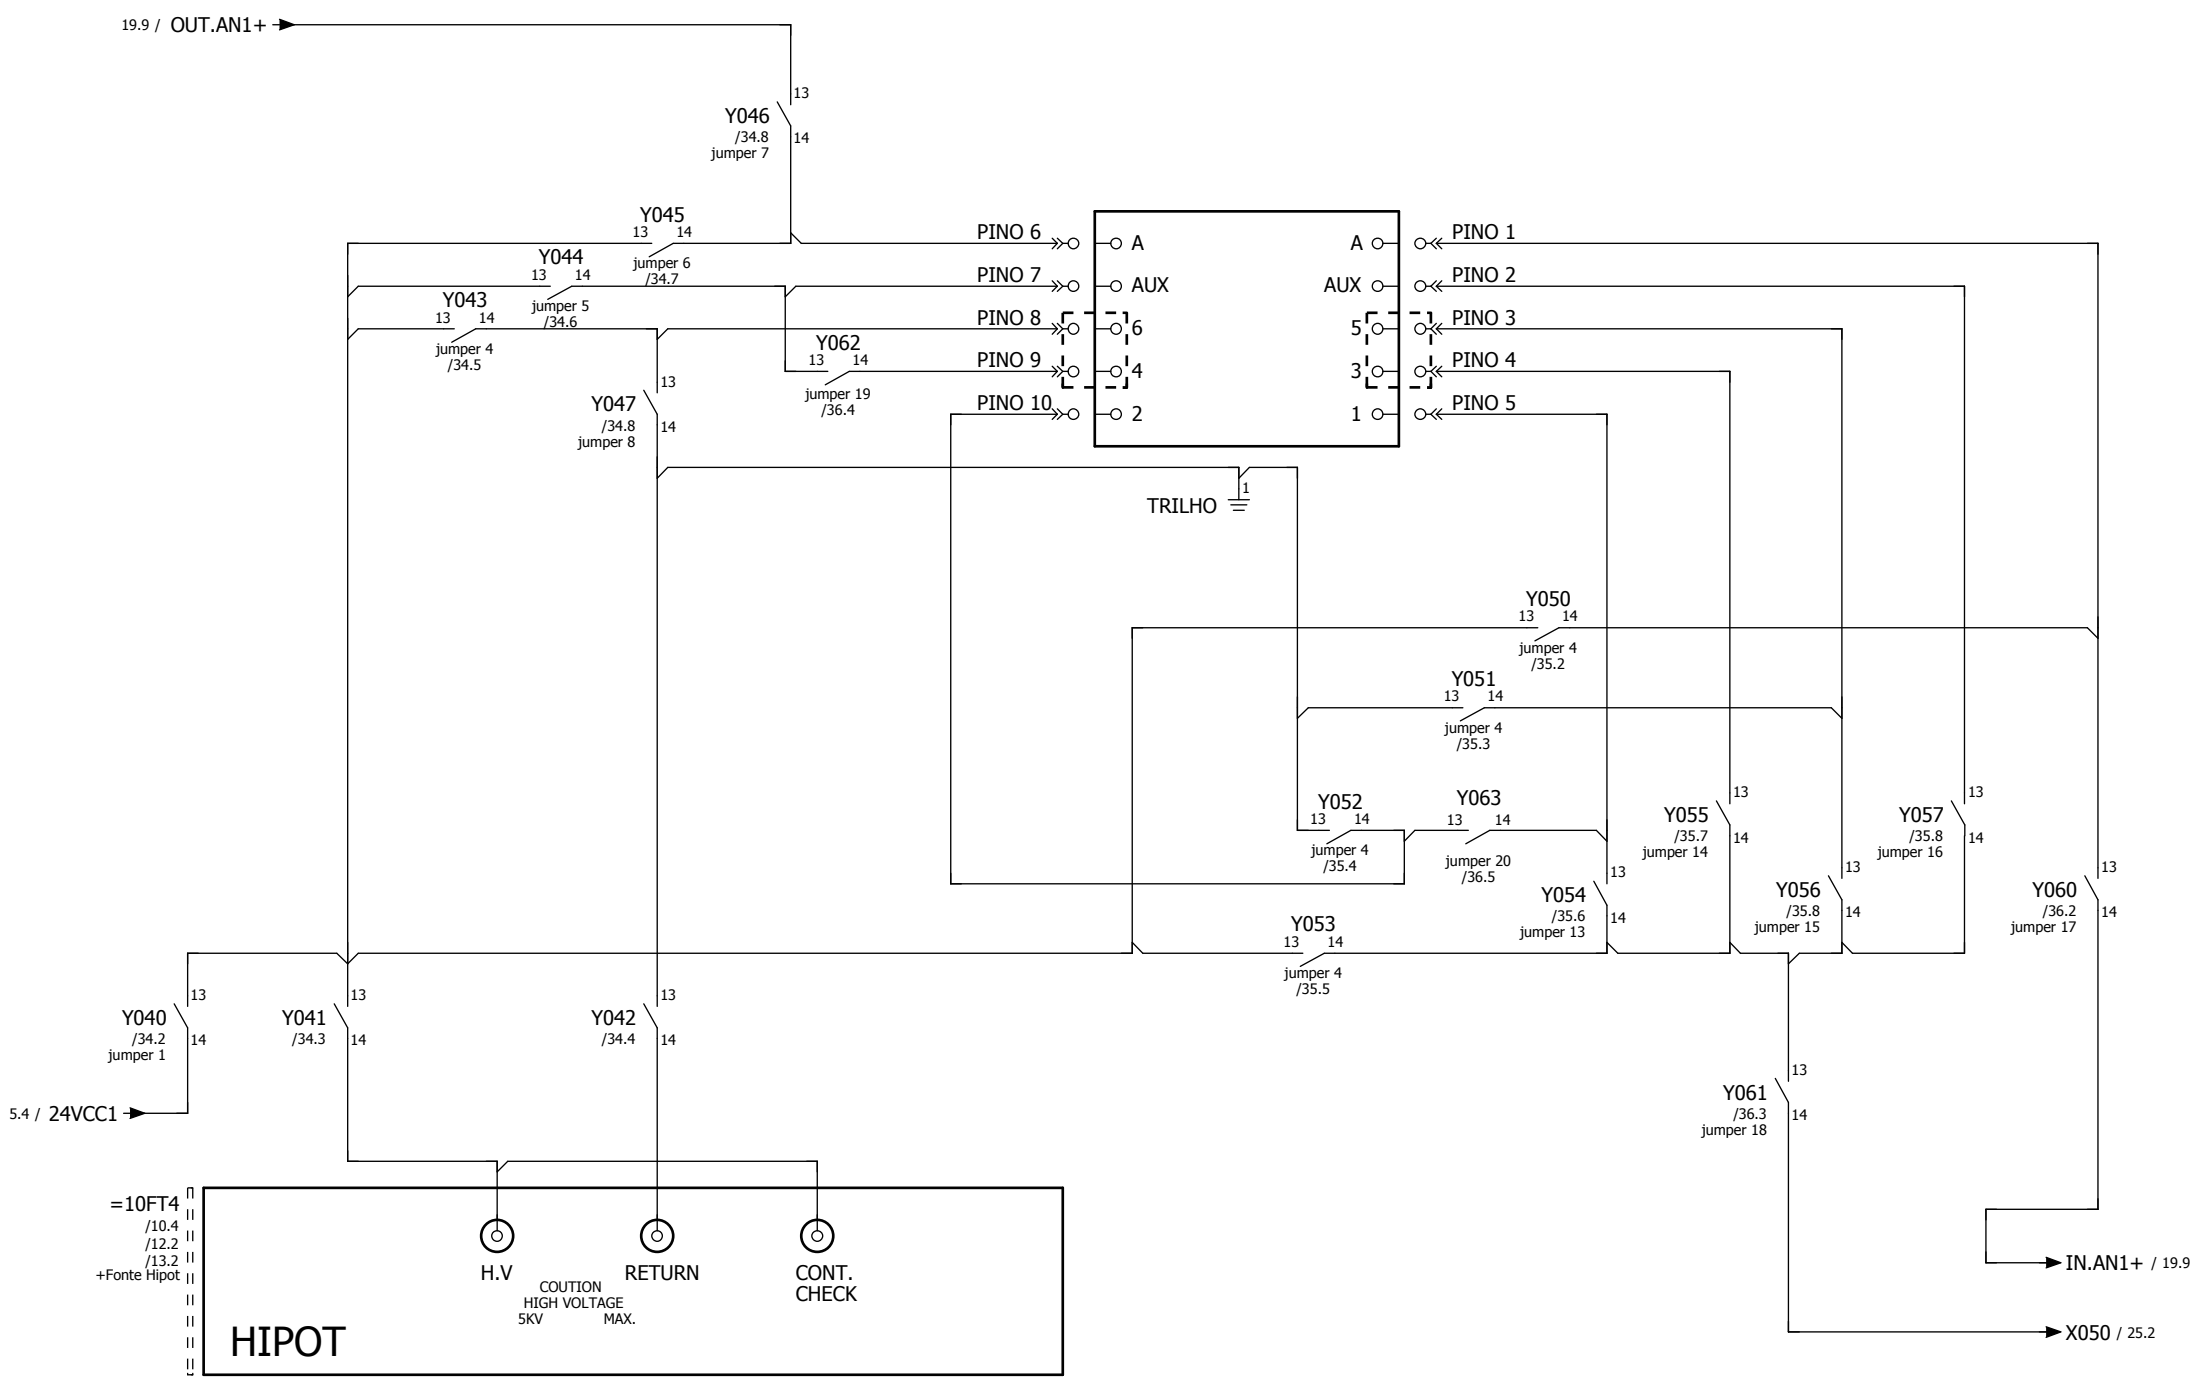 19.9 / OUT.AN1+
13
Y046
/34.8
14
jumper 7
Y045
13 14
jumper 6
/34.7
Y044
13 14
jumper 5
/34.6
Y043
13 14
jumper 4
/34.5
Y062
13 14
jumper 19
/36.4
13
Y047
/34.8
14
jumper 8
PINO 6
A
A
PINO 1
PINO 7
AUX
AUX
PINO 2
PINO 8
6
5
PINO 3
PINO 9
4
3
PINO 4
PINO 10
2
1
PINO 5
1
TRILHO
Y050
13 14
jumper 4
/35.2
Y051
13 14
jumper 4
/35.3
Y052
13 14
jumper 4
/35.4
Y063
13 14
jumper 20
/36.5
13
Y055
/35.7
14
jumper 14
13
Y057
/35.8
14
jumper 16
13
Y054
/35.6
14
jumper 13
13
Y056
/35.8
14
jumper 15
13
Y060
/36.2
14
jumper 17
Y053
13 14
jumper 4
/35.5
13
Y040
/34.2
14
jumper 1
13
Y041
/34.3
14
13
Y042
/34.4
14
13
Y061
/36.3
14
jumper 18
5.4 / 24VCC1
=10FT4
/10.4
/12.2
/13.2
+Fonte Hipot
H.V
RETURN
CONT.
CHECK
COUTION
HIGH VOLTAGE
5KV MAX.
HIPOT
IN.AN1+ / 19.9
X050 / 25.2